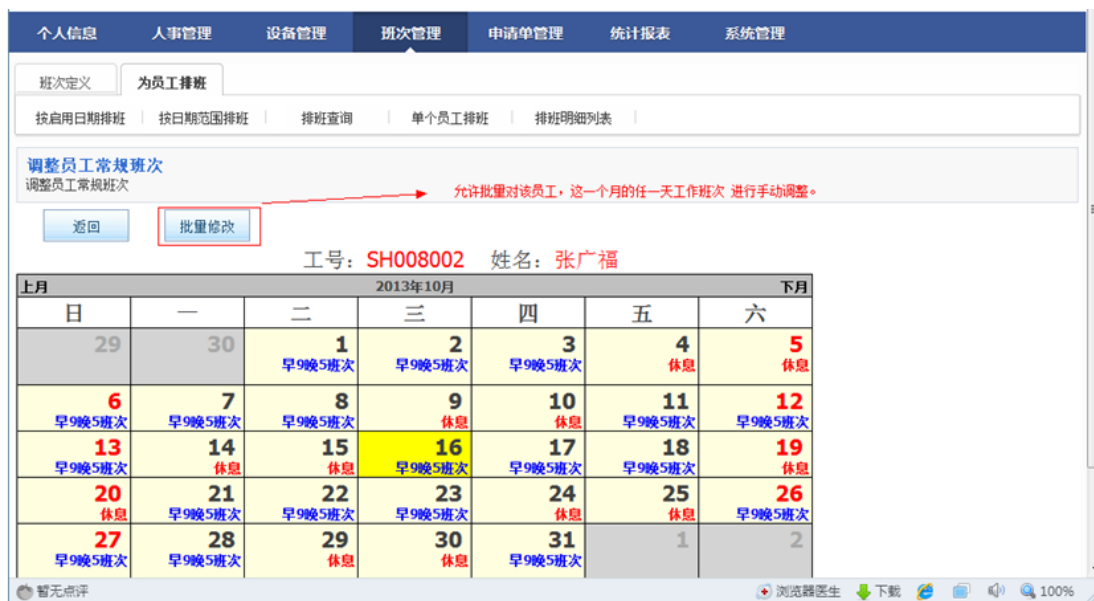 个人信息 人事管理 设备管理 班次管理 申请单管理 统计报表 系统管理
班次定义 为员工排班
按启用日期排班 按日期范围排班 排班查询 单个员工排班 排班明细列表
调整员工常规班次
调整员工常规班次
允许批量对该员工，这一个月的任一天工作班次 进行手动调整。
返回 批量修改
工号: SH008002 姓名: 张广福
上月 2013年10月 下月
日 一 二 三 四 五 六
29 30 1 2 3 4 5
早9晚5班次 早9晚5班次 早9晚5班次 休息 休息
6 7 8 9 10 11 12
早9晚5班次 早9晚5班次 早9晚5班次 休息 休息 早9晚5班次 早9晚5班次
13 14 15 16 17 18 19
早9晚5班次 休息 休息 早9晚5班次 早9晚5班次 早9晚5班次 休息
20 21 22 23 24 25 26
休息 早9晚5班次 早9晚5班次 早9晚5班次 休息 休息 早9晚5班次
27 28 29 30 31 1 2
早9晚5班次 早9晚5班次 休息 休息 早9晚5班次
暂无点评 浏览器医生 下载 100%